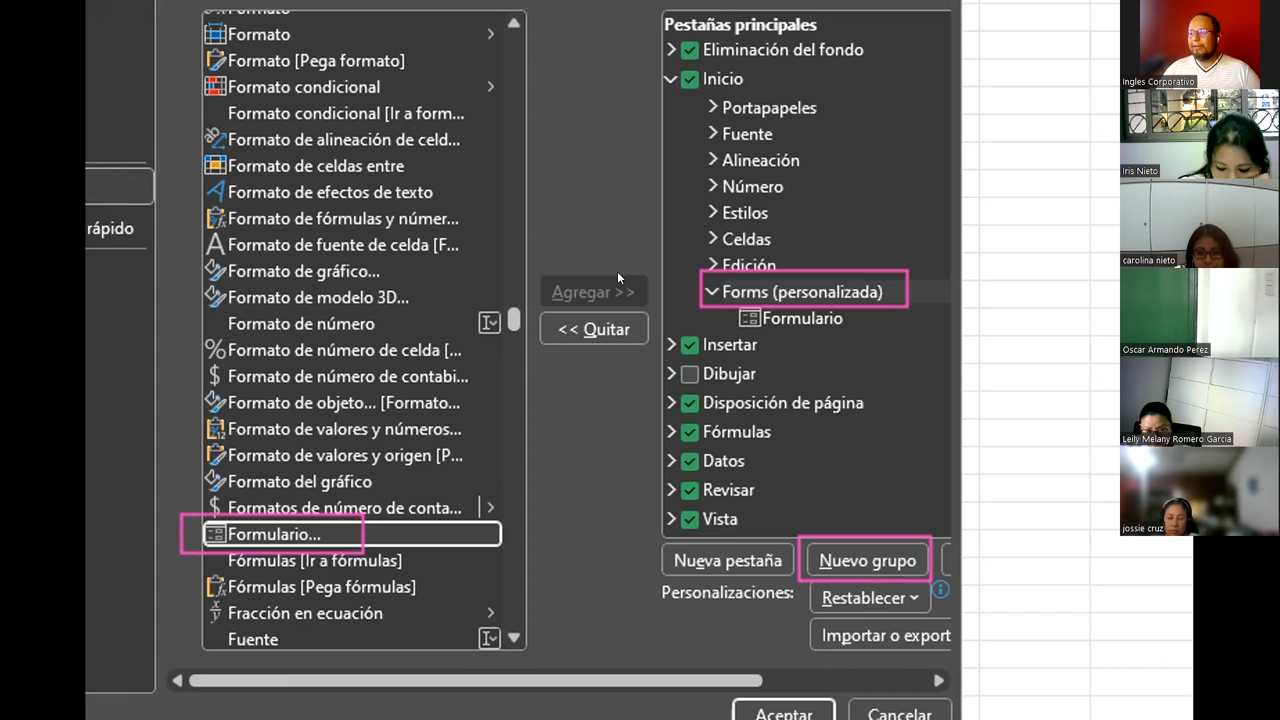 Formato
Formato
Formato [Pega formato]
Formato condicional
Formato condicional [Ir a form...
Formato de alineación de celd...
Formato de celdas entre
Formato de efectos de texto
Formato de fórmulas y númer...
Formato de fuente de celda [F...
Formato de gráfico...
Formato de modelo 3D...
Formato de número
Formato de número de celda [...
Formato de número de contabi...
Formato de objeto... [Formato...
Formato de valores y números...
Formato de valores y origen [P...
Formato del gráfico
Formatos de número de conta...
Formulario...
Fórmulas [Ir a fórmulas]
Fórmulas [Pega fórmulas]
Fracción en ecuación
Fuente
rápido
Agregar >>
<< Quitar
Pestañas principales
Eliminación del fondo
Inicio
Portapapeles
Fuente
Alineación
Número
Estilos
Celdas
Edición
Forms (personalizada)
Formulario
Insertar
Dibujar
Disposición de página
Fórmulas
Datos
Revisar
Vista
Nueva pestaña
Nuevo grupo
Personalizaciones:
Restablecer
Importar o export
Aceptar
Cancelar
Ingles Corporativo
Iris Nieto
carolina nieto
Oscar Armando Perez
Leily Melany Romero Garcia
jossie cruz